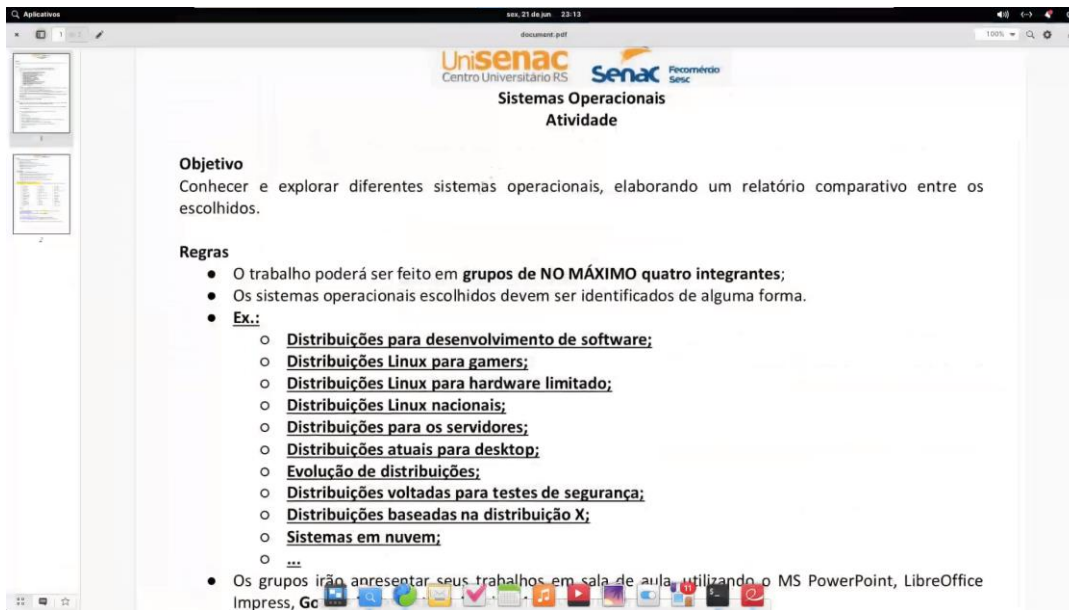 Aplicativos
sex, 21 de jun 23:13
1
document.pdf
100%
UniSenac
Centro Universitário RS
Senac
Fecomércio
Sesc
Sistemas Operacionais
Atividade
Objetivo
Conhecer e explorar diferentes sistemas operacionais, elaborando um relatório comparativo entre os
escolhidos.
Regras
● O trabalho poderá ser feito em grupos de NO MÁXIMO quatro integrantes;
● Os sistemas operacionais escolhidos devem ser identificados de alguma forma.
● Ex.:
○ Distribuições para desenvolvimento de software;
○ Distribuições Linux para gamers;
○ Distribuições Linux para hardware limitado;
○ Distribuições Linux nacionais;
○ Distribuições para os servidores;
○ Distribuições atuais para desktop;
○ Evolução de distribuições;
○ Distribuições voltadas para testes de segurança;
○ Distribuições baseadas na distribuição X;
○ Sistemas em nuvem;
○ ...
● Os grupos irão apresentar seus trabalhos em sala de aula, utilizando o MS PowerPoint, LibreOffice
Impress, Go
11